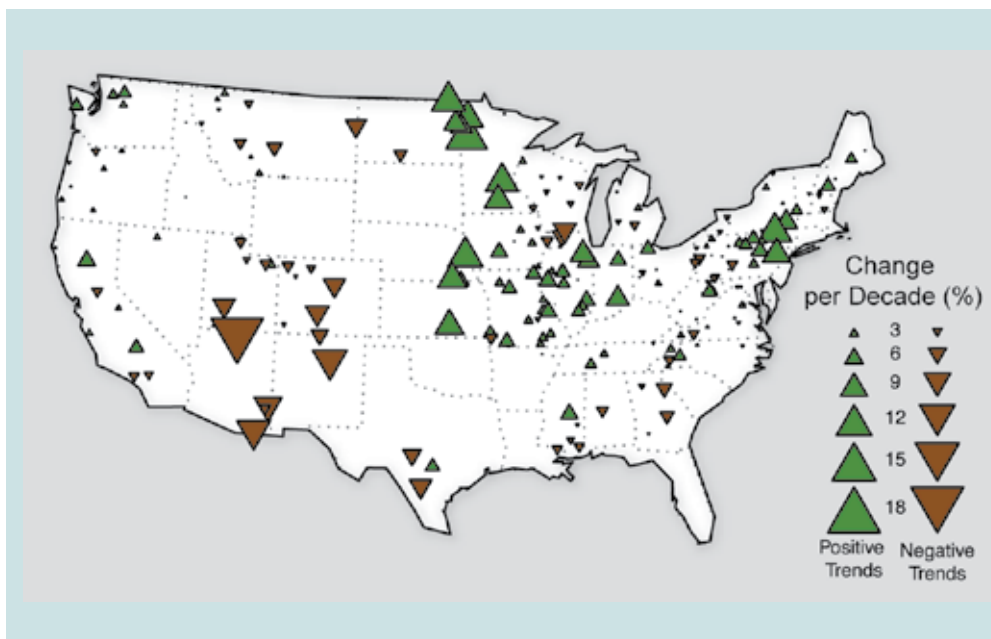 Change
per Decade (%)
3
6
9
12
15
18
Positive Negative
Trends Trends